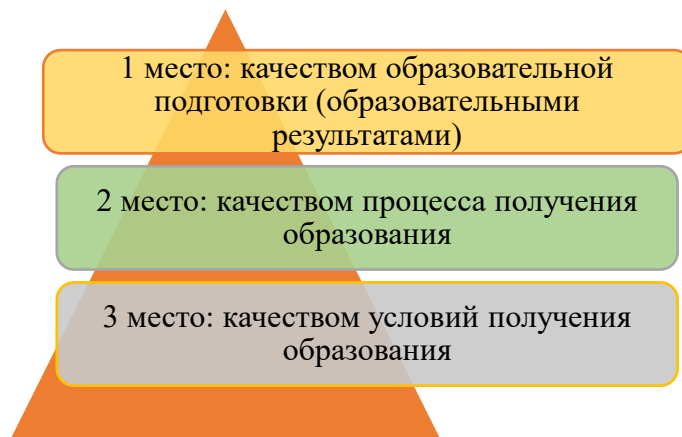 1 место: качеством образовательной
подготовки (образовательными
результатами)
2 место: качеством процесса получения
образования
3 место: качеством условий получения
образования